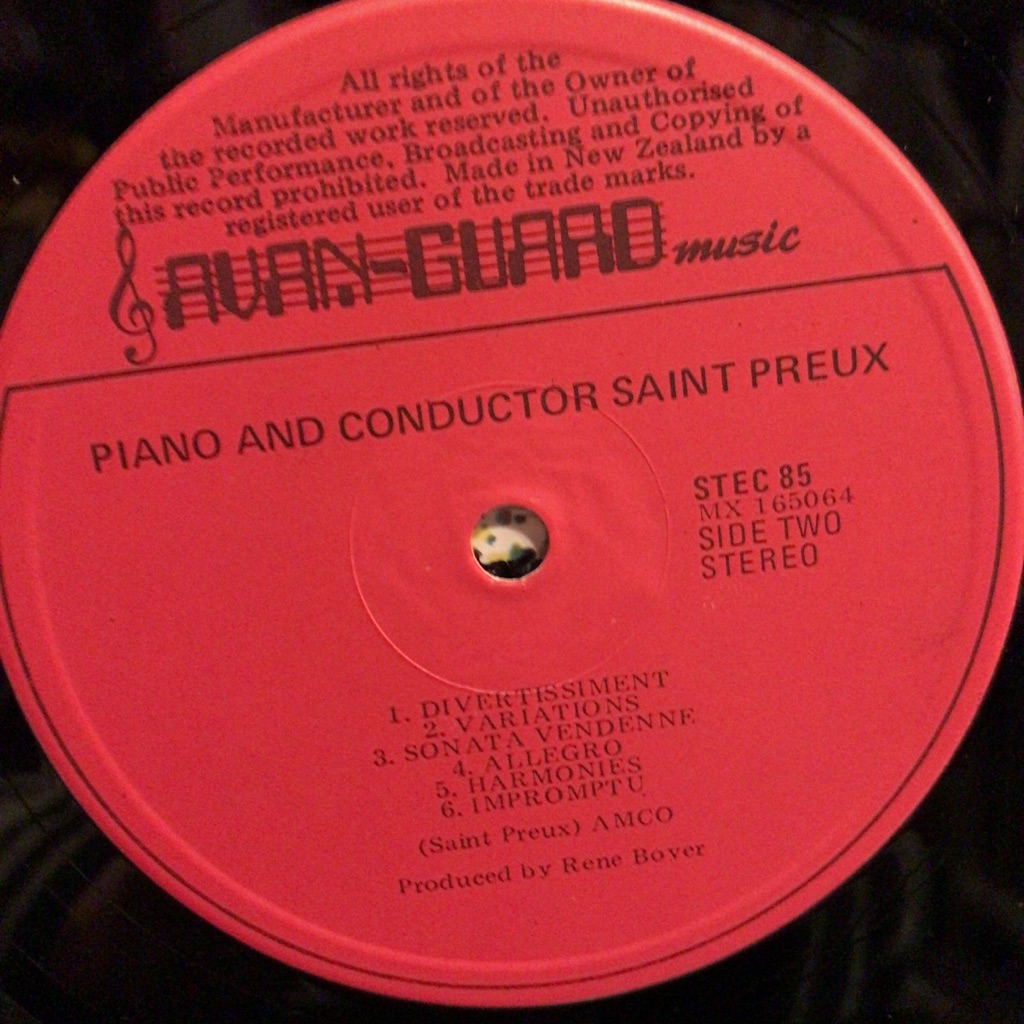 All rights of the
Manufacturer and of the Owner of
the recorded work reserved. Unauthorised
Public Performance, Broadcasting and Copying of
this record prohibited. Made in New Zealand by a
registered user of the trade marks.
AVAN-GUARD music
PIANO AND CONDUCTOR SAINT PREUX
STEC 85
MX 165064
SIDE TWO
STEREO
1. DIVERTISSIMENT
2. VARIATIONS
3. SONATA VENDENNE
4. ALLEGRO
5. HARMONIES
6. IMPROMPTU
(Saint Preux) AMCO
Produced by Rene Boyer